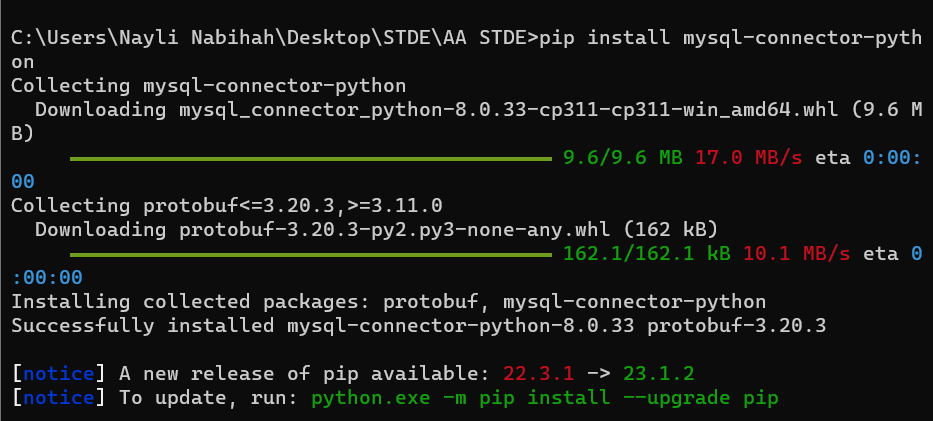 C:\Users\Nayli Nabihah\Desktop\STDE\AA STDE>pip install mysql-connector-pyth
on
Collecting mysql-connector-python
  Downloading mysql_connector_python-8.0.33-cp311-cp311-win_amd64.whl (9.6 M
B)
9.6/9.6 MB 17.0 MB/s eta 0:00:
00
Collecting protobuf<=3.20.3,>=3.11.0
  Downloading protobuf-3.20.3-py2.py3-none-any.whl (162 kB)
162.1/162.1 kB 10.1 MB/s eta 0
:00:00
Installing collected packages: protobuf, mysql-connector-python
Successfully installed mysql-connector-python-8.0.33 protobuf-3.20.3
[notice] A new release of pip available: 22.3.1 -> 23.1.2
[notice] To update, run: python.exe -m pip install --upgrade pip